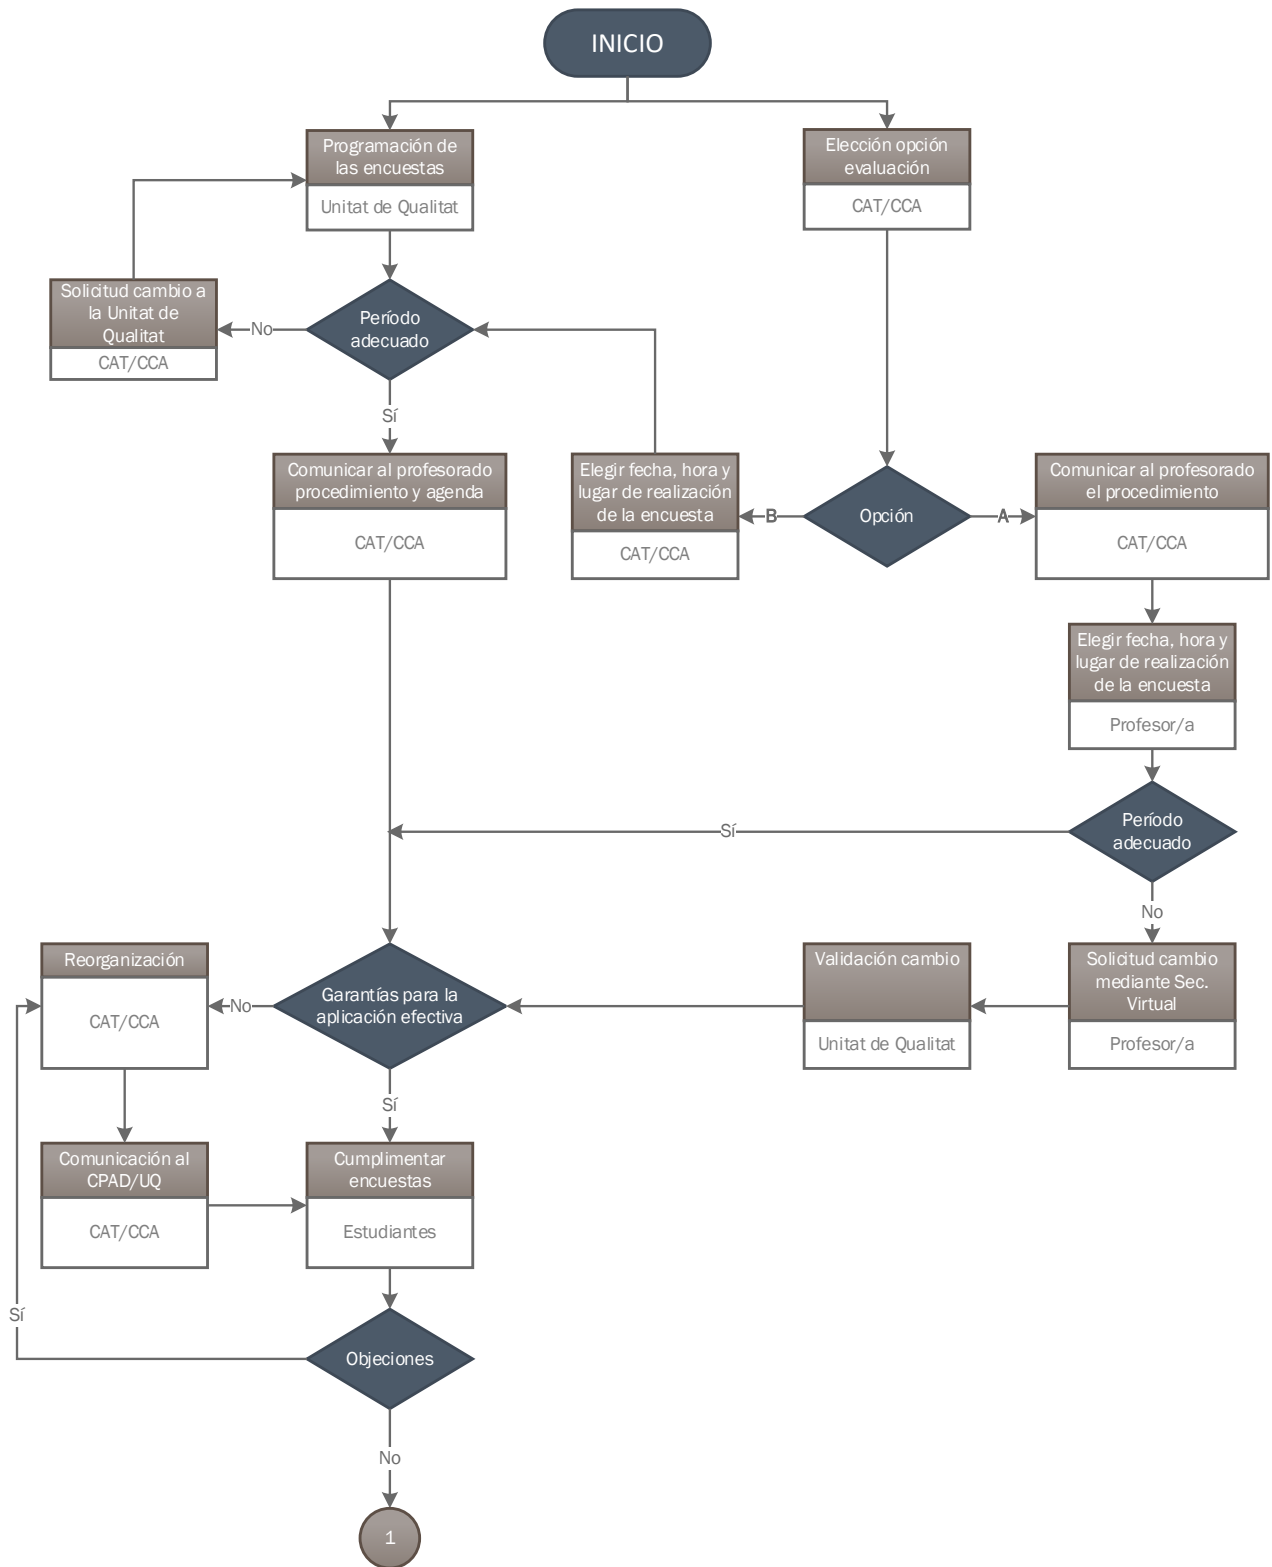 INICIO
Programación de
las encuestas
Unitat de Qualitat
Elección opción
evaluación
CAT/CCA
Solicitud cambio a
la Unitat de
Qualitat
CAT/CCA
No
Período
adecuado
Sí
Comunicar al profesorado
procedimiento y agenda
CAT/CCA
Elegir fecha, hora y
lugar de realización
de la encuesta
CAT/CCA
B
Opción
A
Comunicar al profesorado
el procedimiento
CAT/CCA
Elegir fecha, hora y
lugar de realización
de la encuesta
Profesor/a
Sí
Período
adecuado
No
Reorganización
CAT/CCA
No
Garantías para la
aplicación efectiva
Validación cambio
Unitat de Qualitat
Solicitud cambio
mediante Sec.
Virtual
Profesor/a
Sí
Comunicación al
CPAD/UQ
CAT/CCA
Cumplimentar
encuestas
Estudiantes
Sí
Objeciones
No
1